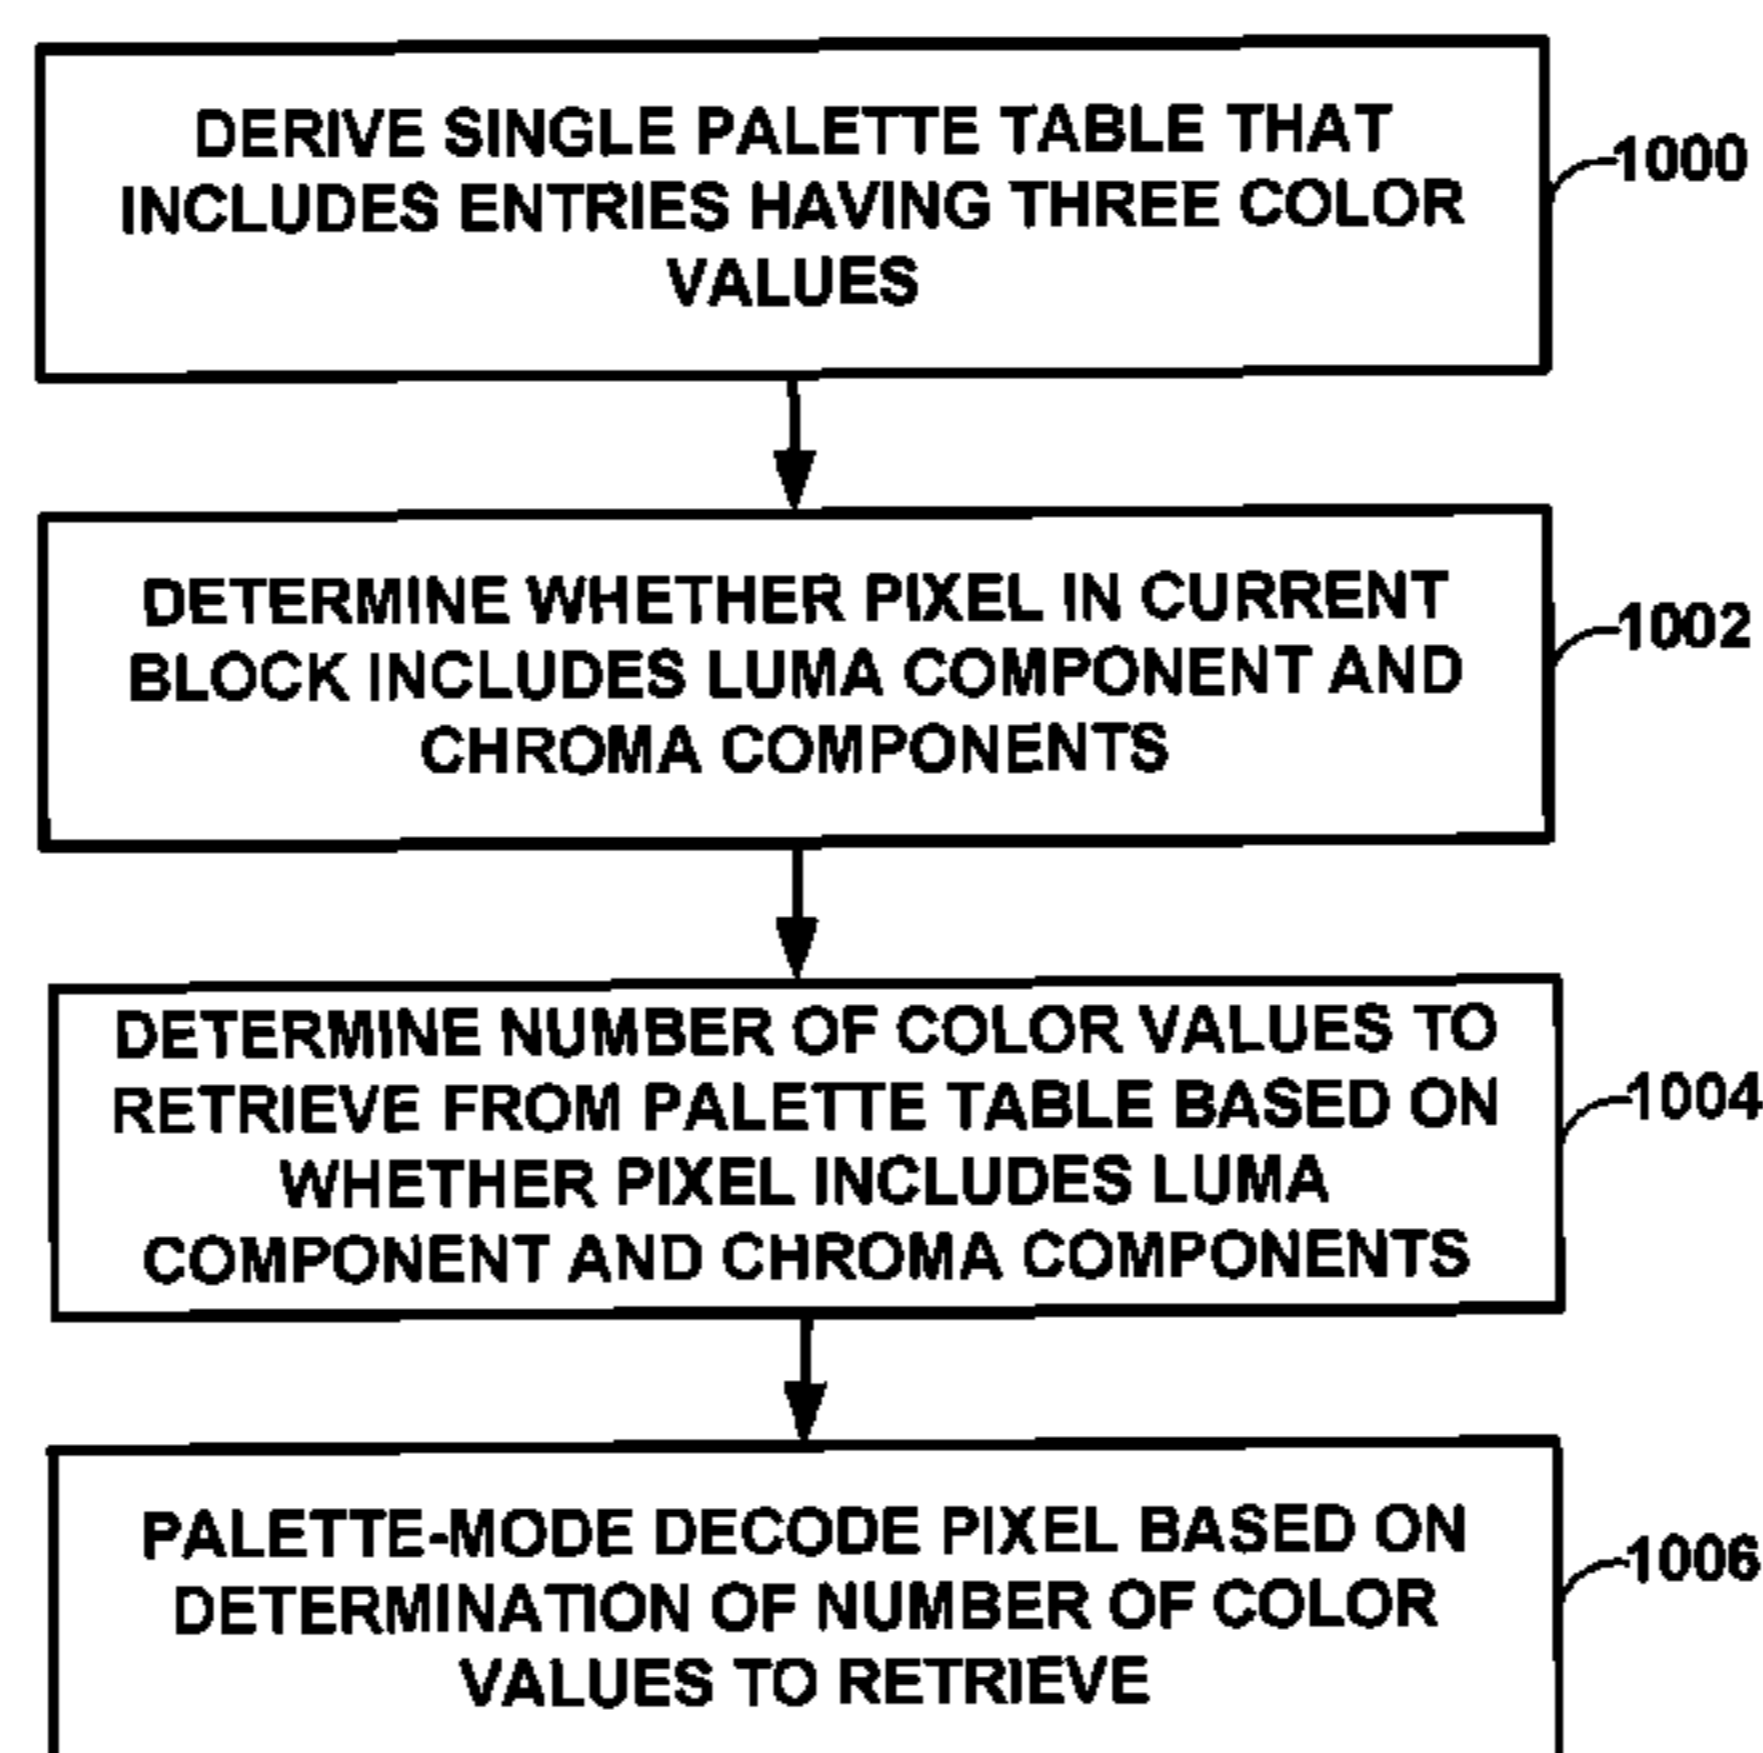 DERIVE SINGLE PALETTE TABLE THAT
INCLUDES ENTRIES HAVING THREE COLOR
VALUES
1000
DETERMINE WHETHER PIXEL IN CURRENT
BLOCK INCLUDES LUMA COMPONENT AND
CHROMA COMPONENTS
1002
DETERMINE NUMBER OF COLOR VALUES TO
RETRIEVE FROM PALETTE TABLE BASED ON
WHETHER PIXEL INCLUDES LUMA
COMPONENT AND CHROMA COMPONENTS
1004
PALETTE-MODE DECODE PIXEL BASED ON
DETERMINATION OF NUMBER OF COLOR
VALUES TO RETRIEVE
1006